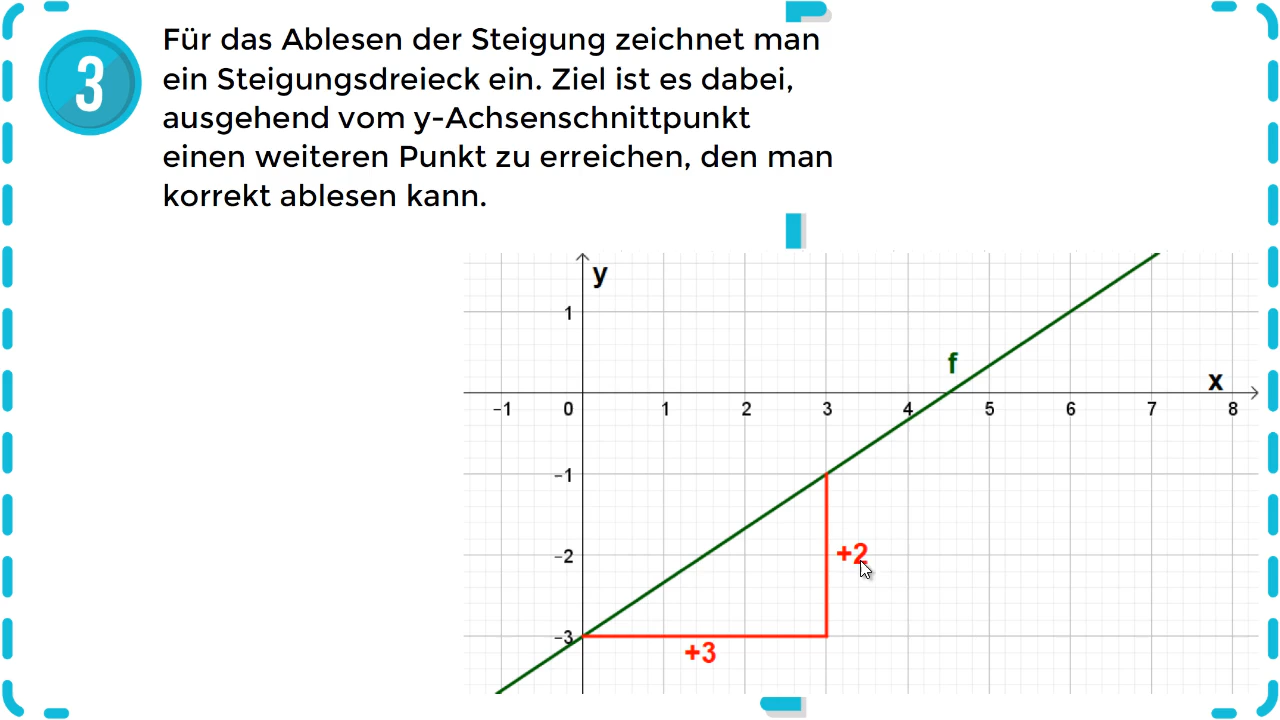 3
Für das Ablesen der Steigung zeichnet man
ein Steigungsdreieck ein. Ziel ist es dabei,
ausgehend vom y-Achsenschnittpunkt
einen weiteren Punkt zu erreichen, den man
korrekt ablesen kann.
y
1
f
x
−1 0 1 2 3 4 5 6 7 8
−1
+2
−2
−3
+3